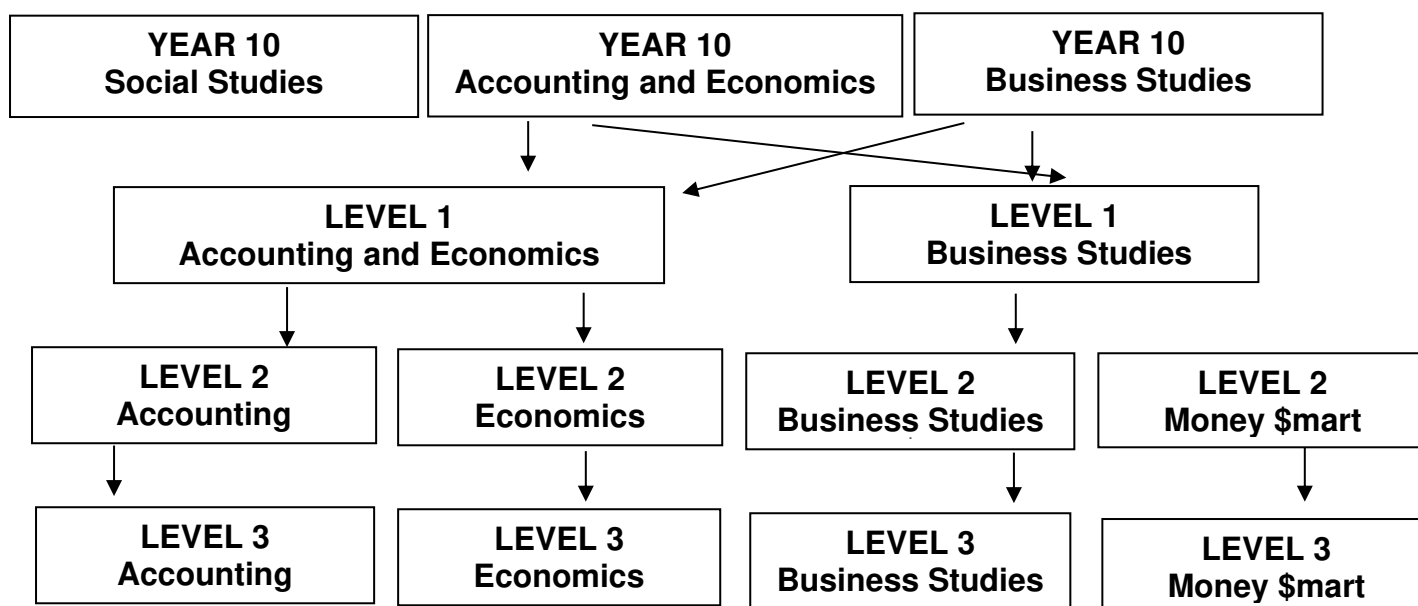 YEAR 10
Social Studies
YEAR 10
Accounting and Economics
YEAR 10
Business Studies
LEVEL 1
Accounting and Economics
LEVEL 1
Business Studies
LEVEL 2
Accounting
LEVEL 2
Economics
LEVEL 2
Business Studies
LEVEL 2
Money $mart
LEVEL 3
Accounting
LEVEL 3
Economics
LEVEL 3
Business Studies
LEVEL 3
Money $mart